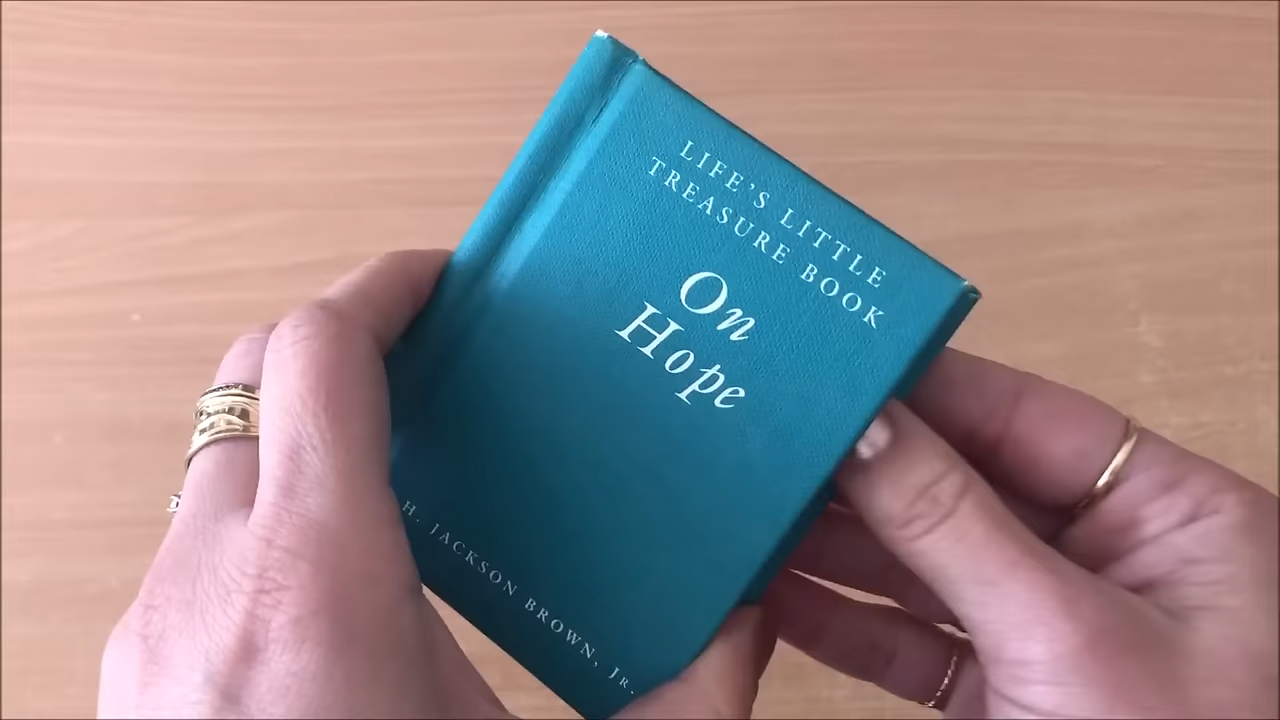 LIFE'S LITTLE
TREASURE BOOK
On
Hope
H. JACKSON BROWN, JR.